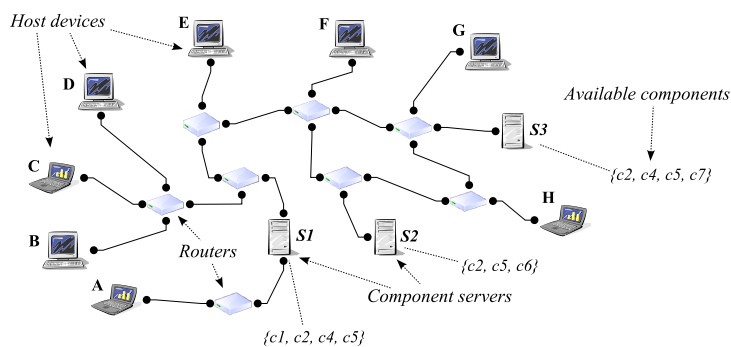 Host devices
E
F
G
D
Available components
S3
C
{c2, c4, c5, c7}
H
B
Routers
S1
S2
{c2, c5, c6}
A
Component servers
{c1, c2, c4, c5}